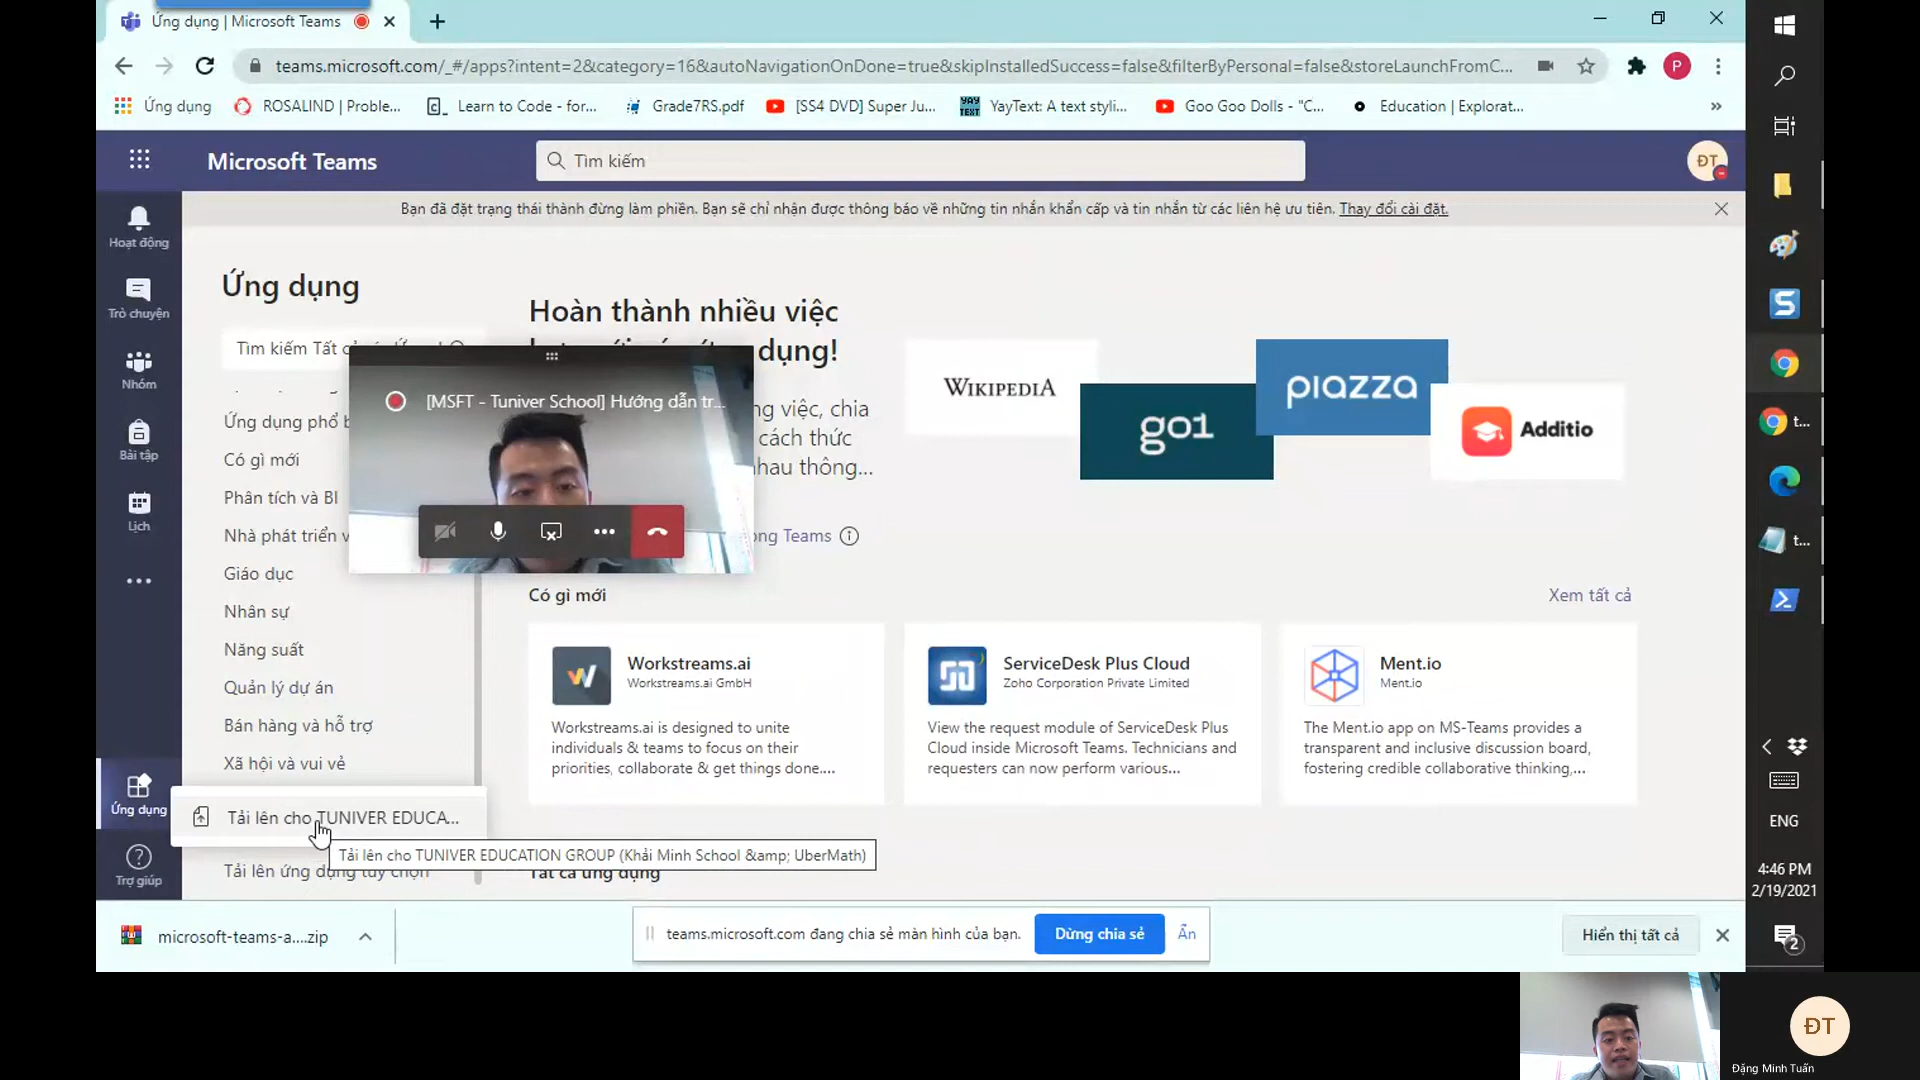 Ứng dụng | Microsoft Teams
teams.microsoft.com/_#/apps?intent=2&category=16&autoNavigationOnDone=true&skipInstalledSuccess=false&filterByPersonal=false&storeLaunchFromC...
P
Ứng dụng
ROSALIND | Proble...
Learn to Code - for...
Grade7RS.pdf
[SS4 DVD] Super Ju...
YAY TEXT
YayText: A text styli...
Goo Goo Dolls - "C...
Education | Explorat...
»
Microsoft Teams
Tìm kiếm
ĐT
Bạn đã đặt trạng thái thành đừng làm phiền. Bạn sẽ chỉ nhận được thông báo về những tin nhắn khẩn cấp và tin nhắn từ các liên hệ ưu tiên. Thay đổi cài đặt.
Hoạt động
Trò chuyện
Nhóm
Bài tập
Lịch
Ứng dụng
Trợ giúp
Ứng dụng
Tìm kiếm
Ứng dụng phổ
Có gì mới
Phân tích và BI
Nhà phát triển
Giáo dục
Nhân sự
Năng suất
Quản lý dự án
Bán hàng và hỗ trợ
Xã hội và vui vẻ
Tải lên cho TUNIVER EDUCA...
Tải lên cho TUNIVER EDUCATION GROUP (Khải Minh School &amp; UberMath)
Tải lên ứng dụng tùy chọn
[MSFT - Tuniver School] Hướng dẫn tr...
Hoàn thành nhiều việc
dụng!
việc, chia
cách thức
nhau thông...
Teams
WIKIPEDIA
go1
piazza
Additio
Có gì mới
Xem tất cả
Workstreams.ai
Workstreams.ai GmbH
Workstreams.ai is designed to unite
individuals & teams to focus on their
priorities, collaborate & get things done....
ServiceDesk Plus Cloud
Zoho Corporation Private Limited
View the request module of ServiceDesk Plus
Cloud inside Microsoft Teams. Technicians and
requesters can now perform various...
Ment.io
Ment.io
The Ment.io app on MS-Teams provides a
transparent and inclusive discussion board,
fostering credible collaborative thinking,...
Tất cả ứng dụng
microsoft-teams-a....zip
teams.microsoft.com đang chia sẻ màn hình của bạn.
Dừng chia sẻ
Ẩn
Hiển thị tất cả
t...
t...
ENG
4:46 PM
2/19/2021
2
ĐT
Đặng Minh Tuấn